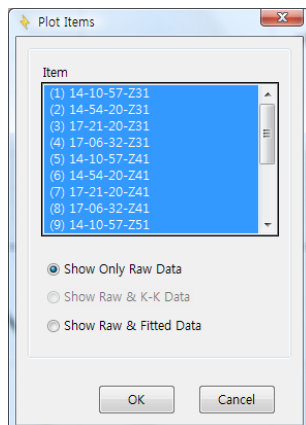 Plot Items
Item
(1) 14-10-57-Z31
(2) 14-54-20-Z31
(3) 17-21-20-Z31
(4) 17-06-32-Z31
(5) 14-10-57-Z41
(6) 14-54-20-Z41
(7) 17-21-20-Z41
(8) 17-06-32-Z41
(9) 14-10-57-Z51
Show Only Raw Data
Show Raw & K-K Data
Show Raw & Fitted Data
OK Cancel